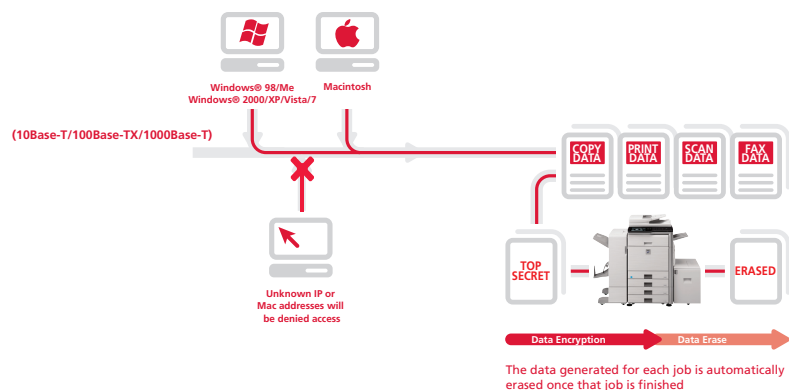 Windows® 98/Me
Windows® 2000/XP/Vista/7
Macintosh
(10Base-T/100Base-TX/1000Base-T)
COPY
DATA
PRINT
DATA
SCAN
DATA
FAX
DATA
Unknown IP or
Mac addresses will
be denied access
TOP
SECRET
ERASED
Data Encryption
Data Erase
The data generated for each job is automatically
erased once that job is finished